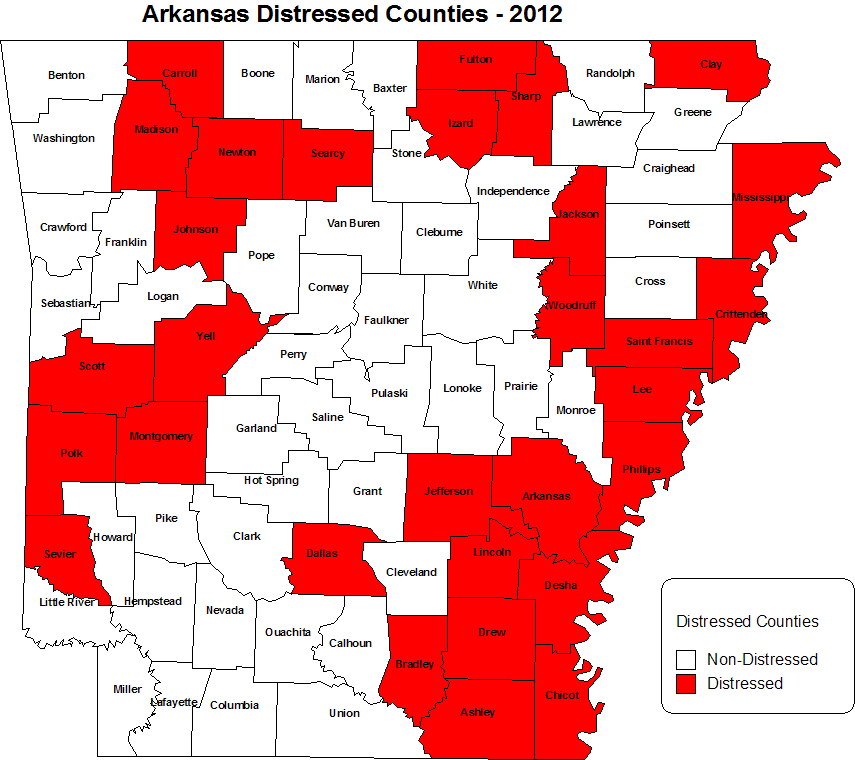 Arkansas Distressed Counties - 2012
Benton
Carroll
Boone
Marion
Baxter
Fulton
Sharp
Randolph
Clay
Greene
Lawrence
Washington
Madison
Newton
Searcy
Stone
Izard
Independence
Craighead
Mississippi
Crawford
Franklin
Johnson
Pope
Van Buren
Cleburne
Jackson
Poinsett
Sebastian
Logan
Conway
Faulkner
White
Woodruff
Cross
Crittenden
Scott
Yell
Perry
Saint Francis
Pulaski
Lonoke
Prairie
Lee
Monroe
Polk
Montgomery
Garland
Saline
Hot Spring
Grant
Jefferson
Arkansas
Phillips
Sevier
Howard
Pike
Clark
Dallas
Cleveland
Lincoln
Desha
Little River
Hempstead
Nevada
Ouachita
Calhoun
Bradley
Drew
Miller
Lafayette
Columbia
Union
Ashley
Chicot
Distressed Counties
Non-Distressed
Distressed